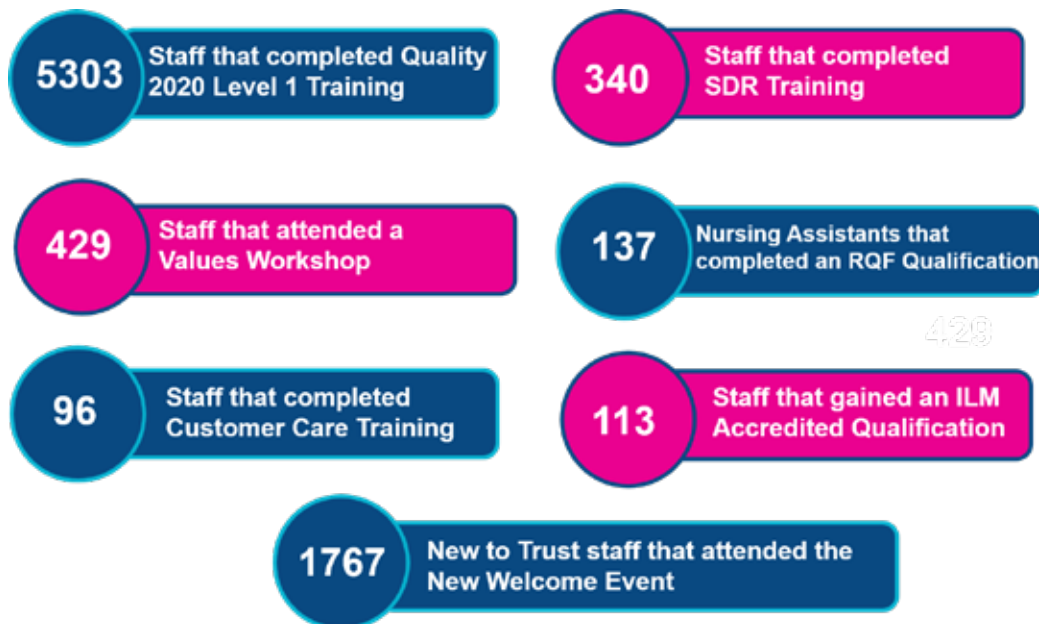 5303
Staff that completed Quality
2020 Level 1 Training
340
Staff that completed
SDR Training
429
Staff that attended a
Values Workshop
137
Nursing Assistants that
completed an RQF Qualification
429
96
Staff that completed
Customer Care Training
113
Staff that gained an ILM
Accredited Qualification
1767
New to Trust staff that attended the
New Welcome Event